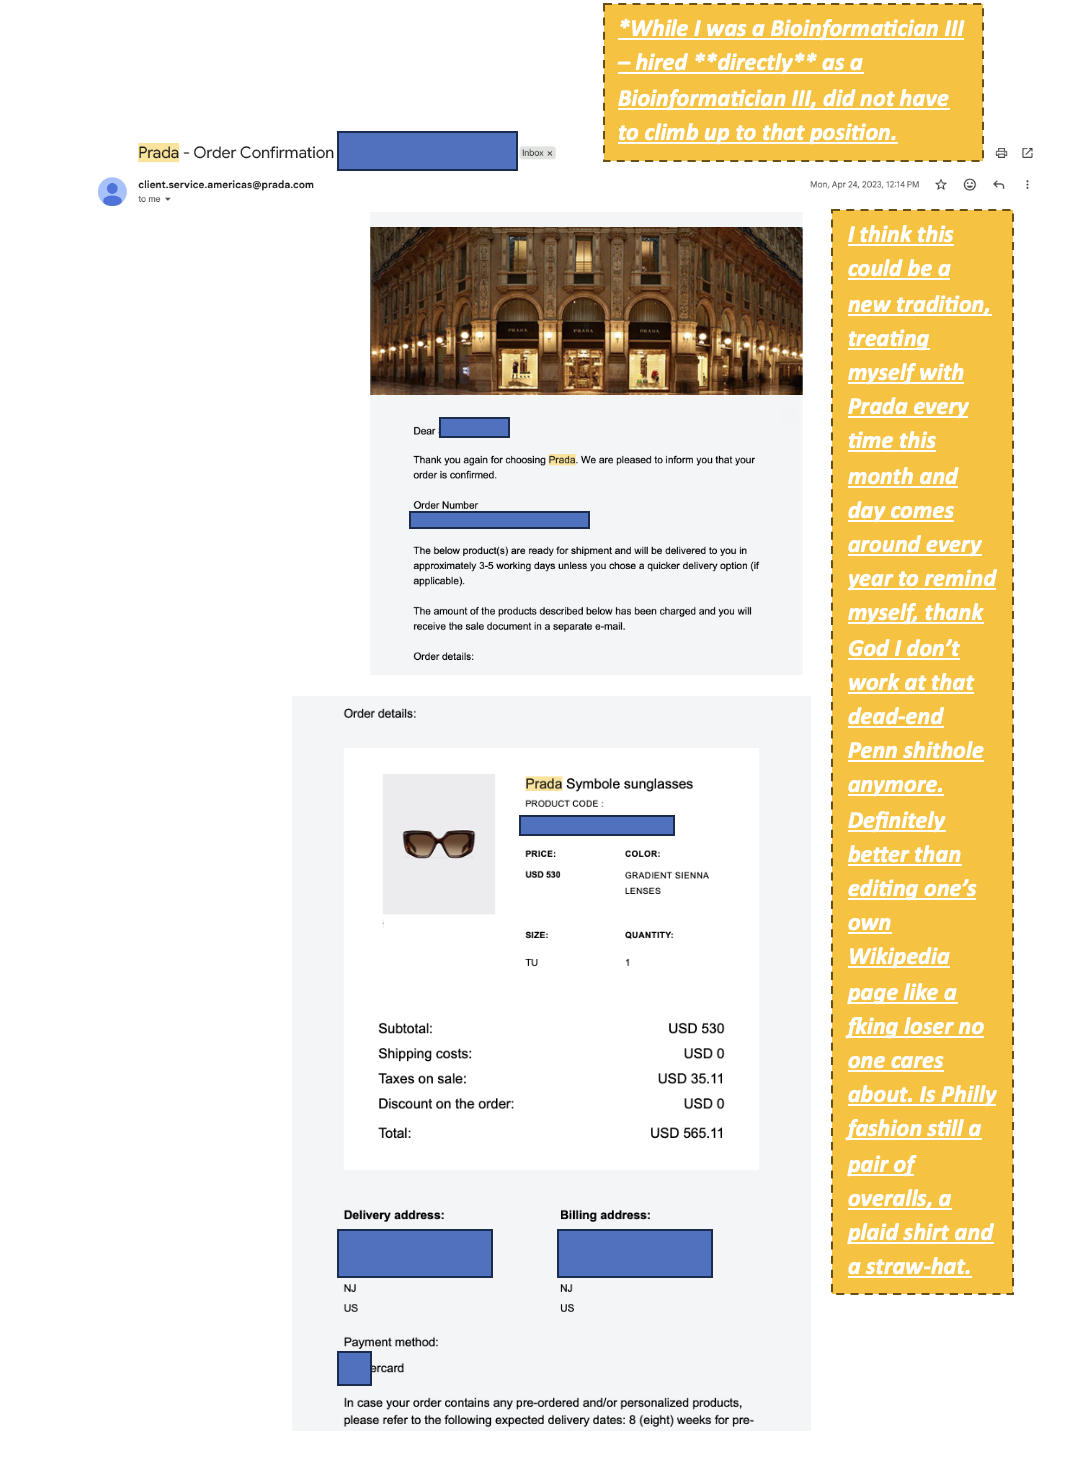 *While I was a Bioinformatician III
– hired **directly** as a
Bioinformatician III, did not have
to climb up to that position.
Prada - Order Confirmation
Inbox ×
client.service.americas@prada.com
to me
Mon, Apr 24, 2023, 12:14 PM
PRADA
PRADA
PRADA
Dear
Thank you again for choosing Prada. We are pleased to inform you that your
order is confirmed.
Order Number
The below product(s) are ready for shipment and will be delivered to you in
approximately 3-5 working days unless you chose a quicker delivery option (if
applicable).
The amount of the products described below has been charged and you will
receive the sale document in a separate e-mail.
Order details:
I think this
could be a
new tradition,
treating
myself with
Prada every
time this
month and
day comes
around every
year to remind
myself, thank
God I don't
work at that
dead-end
Penn shithole
anymore.
Definitely
better than
editing one's
own
Wikipedia
page like a
fking loser no
one cares
about. Is Philly
fashion still a
pair of
overalls, a
plaid shirt and
a straw-hat.
Order details:
Prada Symbole sunglasses
PRODUCT CODE :
PRICE:
COLOR:
USD 530
GRADIENT SIENNA
LENSES
SIZE:
QUANTITY:
TU
1
Subtotal:
USD 530
Shipping costs:
USD 0
Taxes on sale:
USD 35.11
Discount on the order:
USD 0
Total:
USD 565.11
Delivery address:
Billing address:
NJ
NJ
US
US
Payment method:
ercard
In case your order contains any pre-ordered and/or personalized products,
please refer to the following expected delivery dates: 8 (eight) weeks for pre-